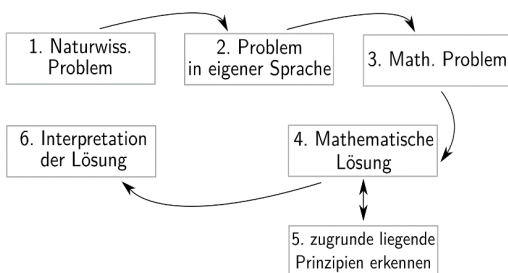 1. Naturwiss.
Problem
2. Problem
in eigener Sprache
3. Math. Problem
6. Interpretation
der Lösung
4. Mathematische
Lösung
5. zugrunde liegende
Prinzipien erkennen